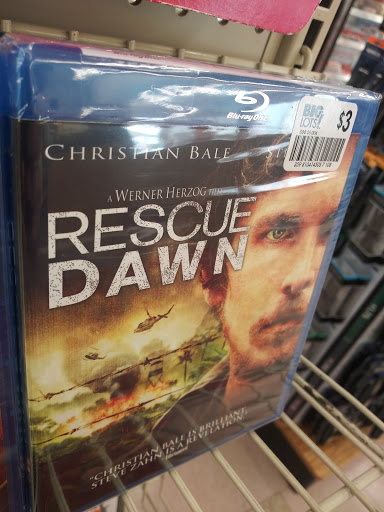 Blu-ray Disc
BIG
LOTS!
$3
CHRISTIAN BALE
A WERNER HERZOG FILM
RESCUE
DAWN
"CHRISTIAN BALE IS BRILLIANT.
STEVE ZAHN IS A REVELATION."